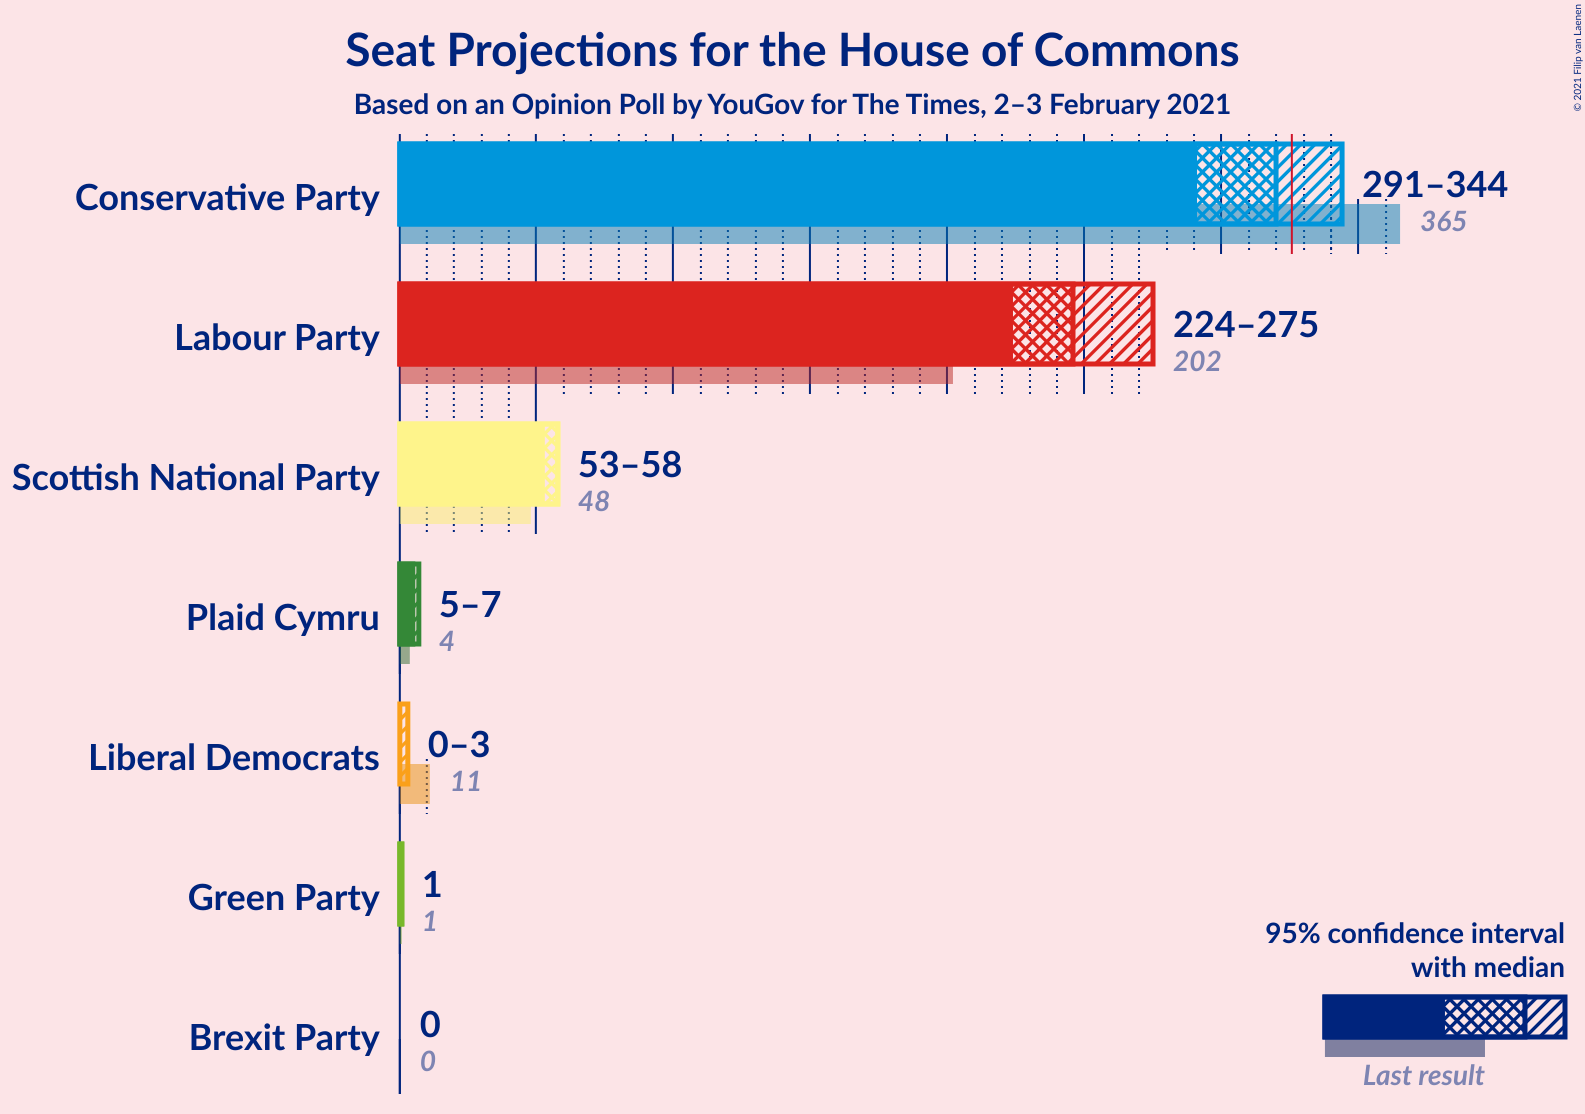 Seat Projections for the House of Commons
Based on an Opinion Poll by YouGov for The Times, 2–3 February 2021
© 2021 Filip van Laenen
Conservative Party
291–344
365
Labour Party
224–275
202
Scottish National Party
53–58
48
Plaid Cymru
5–7
4
Liberal Democrats
0–3
11
Green Party
1
1
Brexit Party
0
0
95% confidence interval
with median
Last result